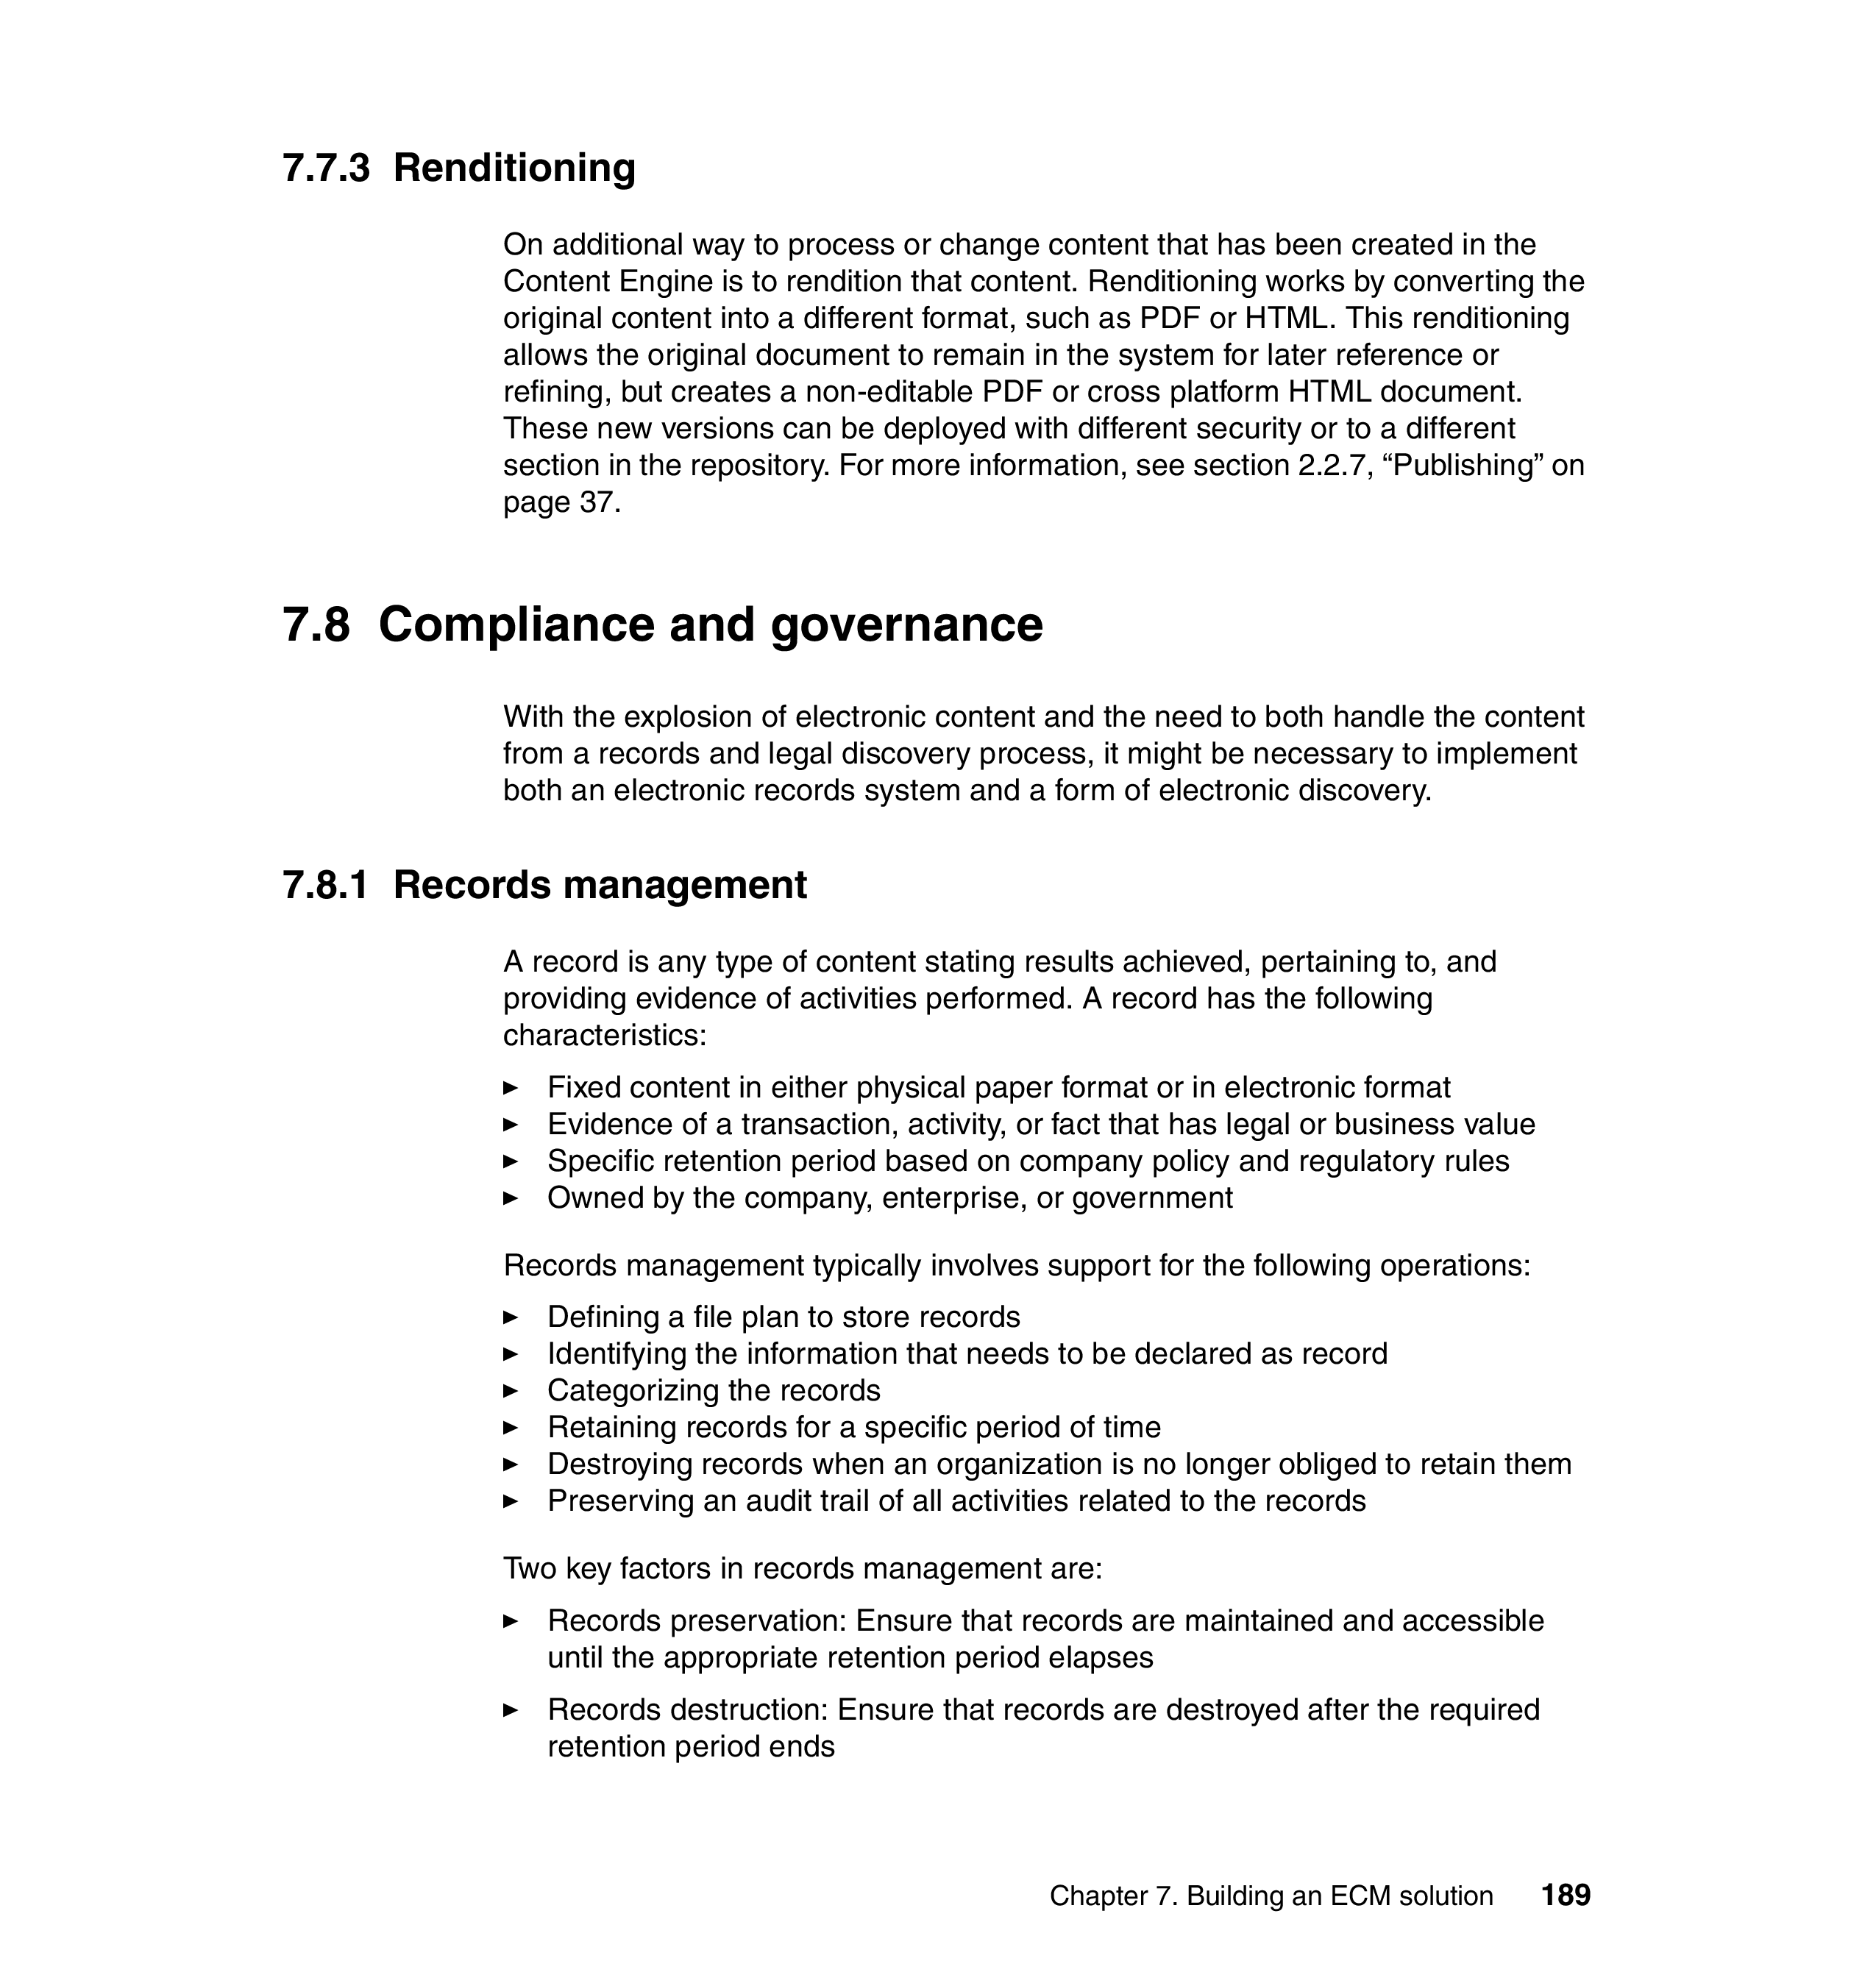 7.7.3 Renditioning
On additional way to process or change content that has been created in the
Content Engine is to rendition that content. Renditioning works by converting the
original content into a different format, such as PDF or HTML. This renditioning
allows the original document to remain in the system for later reference or
refining, but creates a non-editable PDF or cross platform HTML document.
These new versions can be deployed with different security or to a different
section in the repository. For more information, see section 2.2.7, “Publishing” on
page 37.
7.8 Compliance and governance
With the explosion of electronic content and the need to both handle the content
from a records and legal discovery process, it might be necessary to implement
both an electronic records system and a form of electronic discovery.
7.8.1 Records management
A record is any type of content stating results achieved, pertaining to, and
providing evidence of activities performed. A record has the following
characteristics:
► Fixed content in either physical paper format or in electronic format
► Evidence of a transaction, activity, or fact that has legal or business value
► Specific retention period based on company policy and regulatory rules
► Owned by the company, enterprise, or government
Records management typically involves support for the following operations:
► Defining a file plan to store records
► Identifying the information that needs to be declared as record
► Categorizing the records
► Retaining records for a specific period of time
► Destroying records when an organization is no longer obliged to retain them
► Preserving an audit trail of all activities related to the records
Two key factors in records management are:
► Records preservation: Ensure that records are maintained and accessible
until the appropriate retention period elapses
► Records destruction: Ensure that records are destroyed after the required
retention period ends
Chapter 7. Building an ECM solution 189